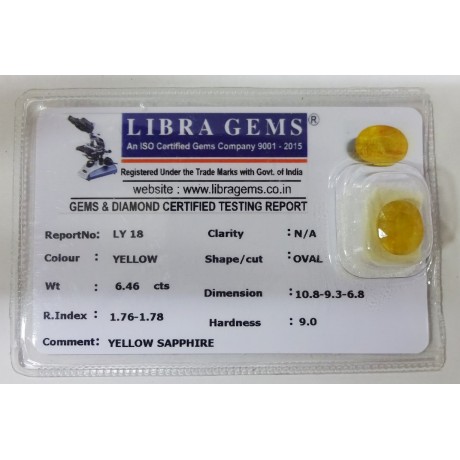 LIBRA GEMS®
An ISO Certified Gems Company 9001 - 2015
Registered Under the Trade Marks with Govt. of India
website : www.libragems.co.in
GEMS & DIAMOND CERTIFIED TESTING REPORT
ReportNo: LY 18 Clarity : N/A
Colour : YELLOW Shape/cut : OVAL
Wt : 6.46 cts Dimension :10.8-9.3-6.8
R.Index : 1.76-1.78 Hardness : 9.0
Comment: YELLOW SAPPHIRE